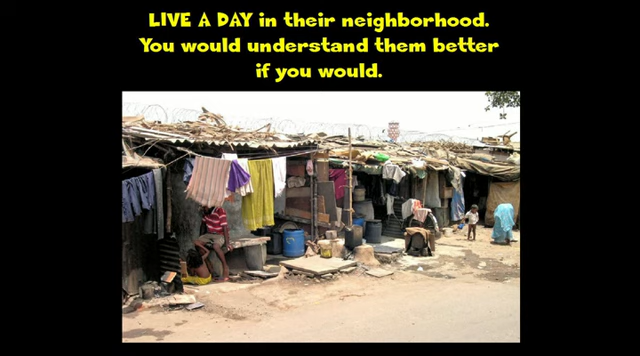 LIVE A DAY in their neighborhood.
You would understand them better
if you would.